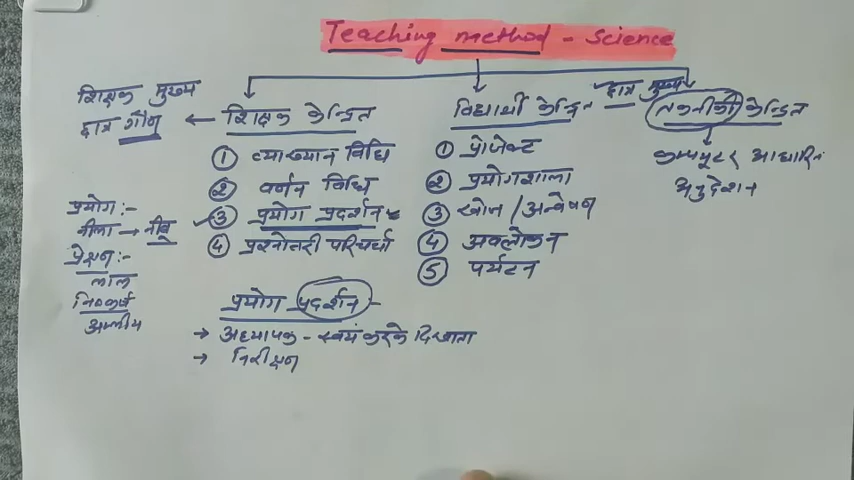 Teaching method - Science
शिक्षक मुख्य
छात्र गौण
शिक्षक केन्द्रित
① व्याख्यान विधि
② वर्णन विधि
③ प्रयोग प्रदर्शन
④ प्रश्नोतरी परिचर्चा
विद्यार्थी केन्द्रित
छात्र मुख्य
① प्रोजेक्ट
② प्रयोगशाला
③ खोज / अन्वेषण
④ अवलोकन
⑤ पर्यटन
तकनीकी केन्द्रित
कम्प्युटर आधारित
अनुदेशन
प्रयोग :-
नीला → नींबू
प्रेक्षण :-
लाल
निष्कर्ष
अम्लीय
प्रयोग प्रदर्शन -
→ अध्यापक - स्वयं करके दिखाता
→ निरीक्षण